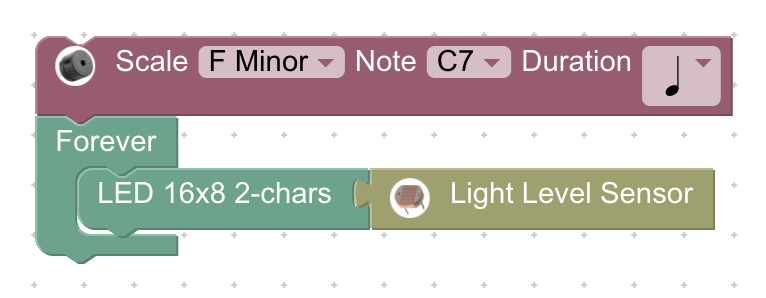 Scale F Minor Note C7 Duration
Forever
LED 16x8 2-chars Light Level Sensor